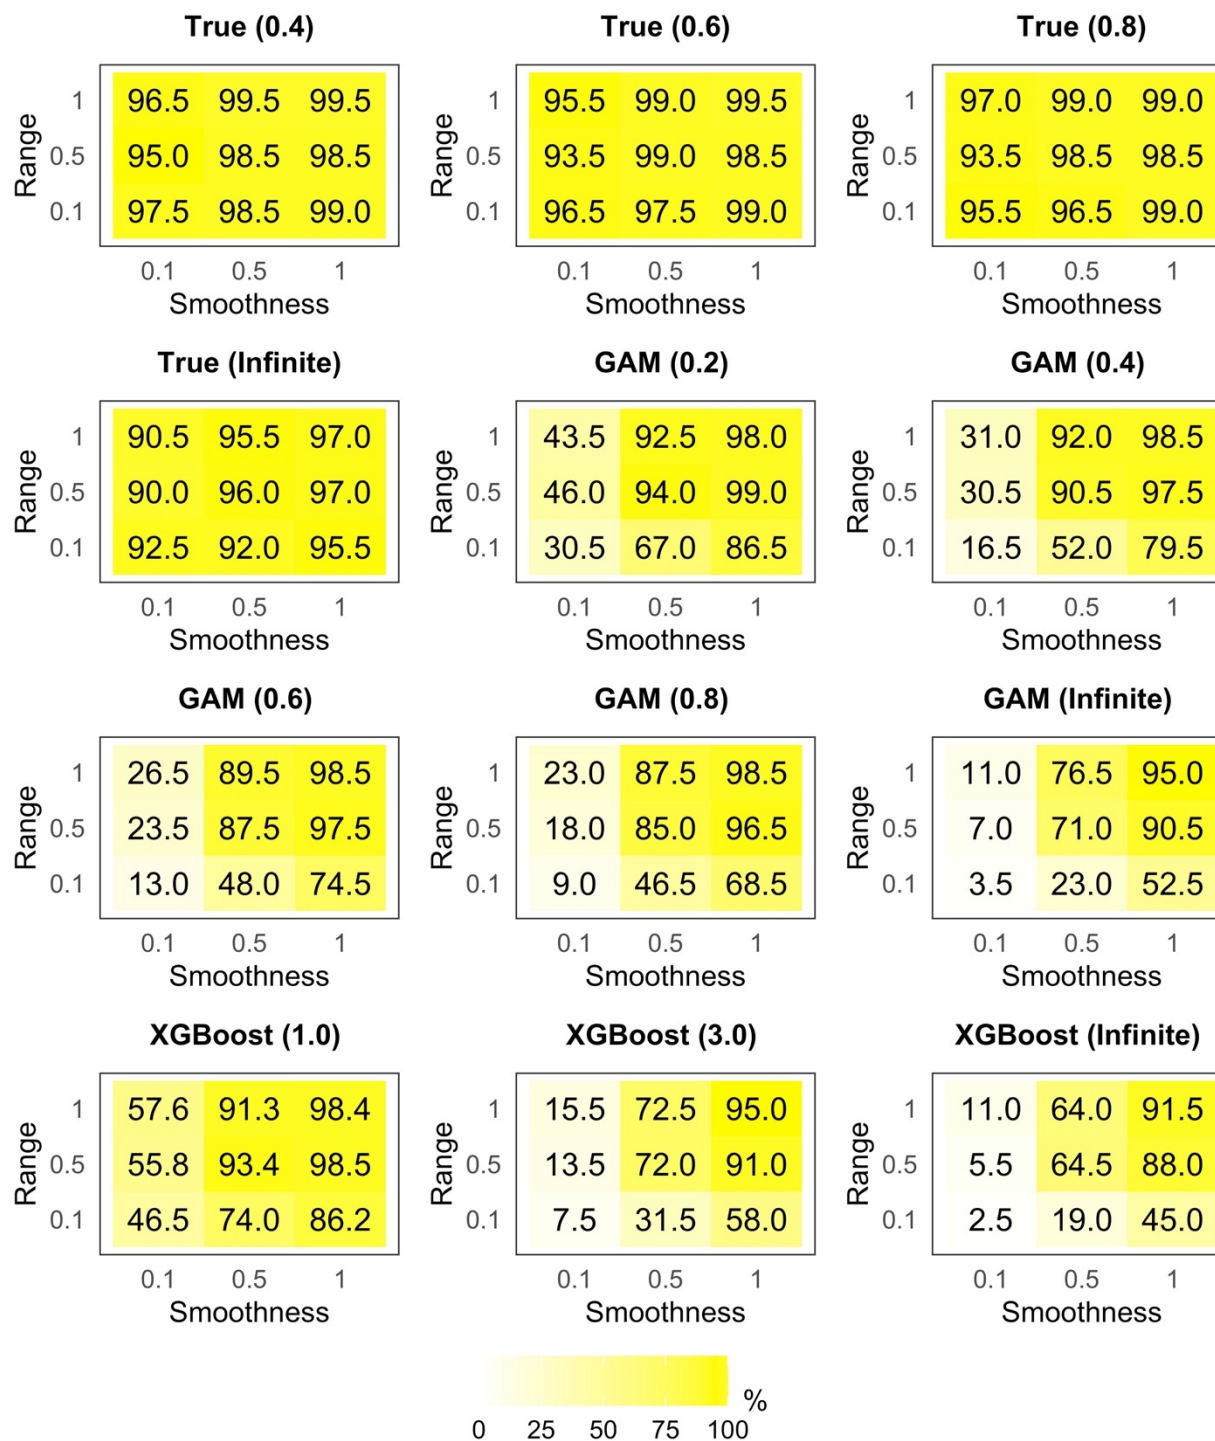 True (0.4)
True (0.6)
True (0.8)
Range
1
96.5 99.5 99.5
0.5
95.0 98.5 98.5
0.1
97.5 98.5 99.0
0.1 0.5 1
Smoothness
Range
1
95.5 99.0 99.5
0.5
93.5 99.0 98.5
0.1
96.5 97.5 99.0
0.1 0.5 1
Smoothness
Range
1
97.0 99.0 99.0
0.5
93.5 98.5 98.5
0.1
95.5 96.5 99.0
0.1 0.5 1
Smoothness
True (Infinite)
GAM (0.2)
GAM (0.4)
Range
1
90.5 95.5 97.0
0.5
90.0 96.0 97.0
0.1
92.5 92.0 95.5
0.1 0.5 1
Smoothness
Range
1
43.5 92.5 98.0
0.5
46.0 94.0 99.0
0.1
30.5 67.0 86.5
0.1 0.5 1
Smoothness
Range
1
31.0 92.0 98.5
0.5
30.5 90.5 97.5
0.1
16.5 52.0 79.5
0.1 0.5 1
Smoothness
GAM (0.6)
GAM (0.8)
GAM (Infinite)
Range
1
26.5 89.5 98.5
0.5
23.5 87.5 97.5
0.1
13.0 48.0 74.5
0.1 0.5 1
Smoothness
Range
1
23.0 87.5 98.5
0.5
18.0 85.0 96.5
0.1
9.0 46.5 68.5
0.1 0.5 1
Smoothness
Range
1
11.0 76.5 95.0
0.5
7.0 71.0 90.5
0.1
3.5 23.0 52.5
0.1 0.5 1
Smoothness
XGBoost (1.0)
XGBoost (3.0)
XGBoost (Infinite)
Range
1
57.6 91.3 98.4
0.5
55.8 93.4 98.5
0.1
46.5 74.0 86.2
0.1 0.5 1
Smoothness
Range
1
15.5 72.5 95.0
0.5
13.5 72.0 91.0
0.1
7.5 31.5 58.0
0.1 0.5 1
Smoothness
Range
1
11.0 64.0 91.5
0.5
5.5 64.5 88.0
0.1
2.5 19.0 45.0
0.1 0.5 1
Smoothness
%
0 25 50 75 100